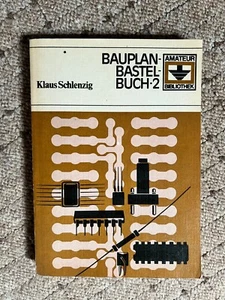 BAUPLAN-
BASTEL-
BUCH·2
Klaus Schlenzig
AMATEUR
BIBLIOTHEK